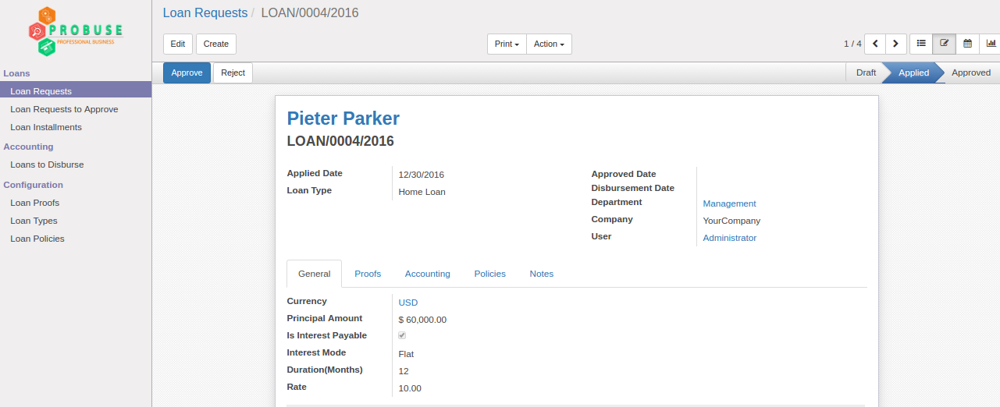 PROBUSE
PROFESSIONAL BUSINESS
Loans
Loan Requests
Loan Requests to Approve
Loan Installments
Accounting
Loans to Disburse
Configuration
Loan Proofs
Loan Types
Loan Policies
Loan Requests / LOAN/0004/2016
Edit Create Print Action 1 / 4
Approve Reject Draft Applied Approved
Pieter Parker
LOAN/0004/2016
Applied Date 12/30/2016
Loan Type Home Loan
Approved Date
Disbursement Date
Department Management
Company YourCompany
User Administrator
General Proofs Accounting Policies Notes
Currency USD
Principal Amount $ 60,000.00
Is Interest Payable
Interest Mode Flat
Duration(Months) 12
Rate 10.00